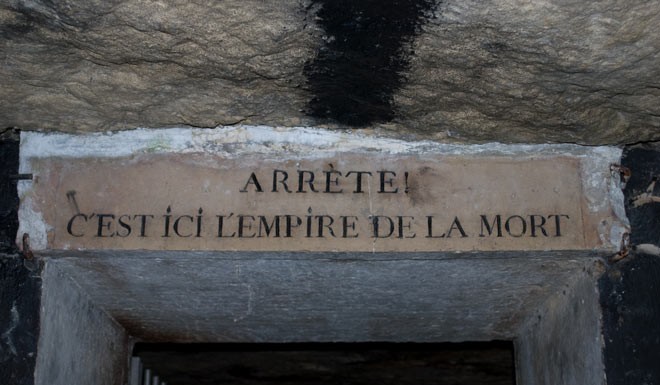 ARRÈTE!
C'EST ICI L'EMPIRE DE LA MORT